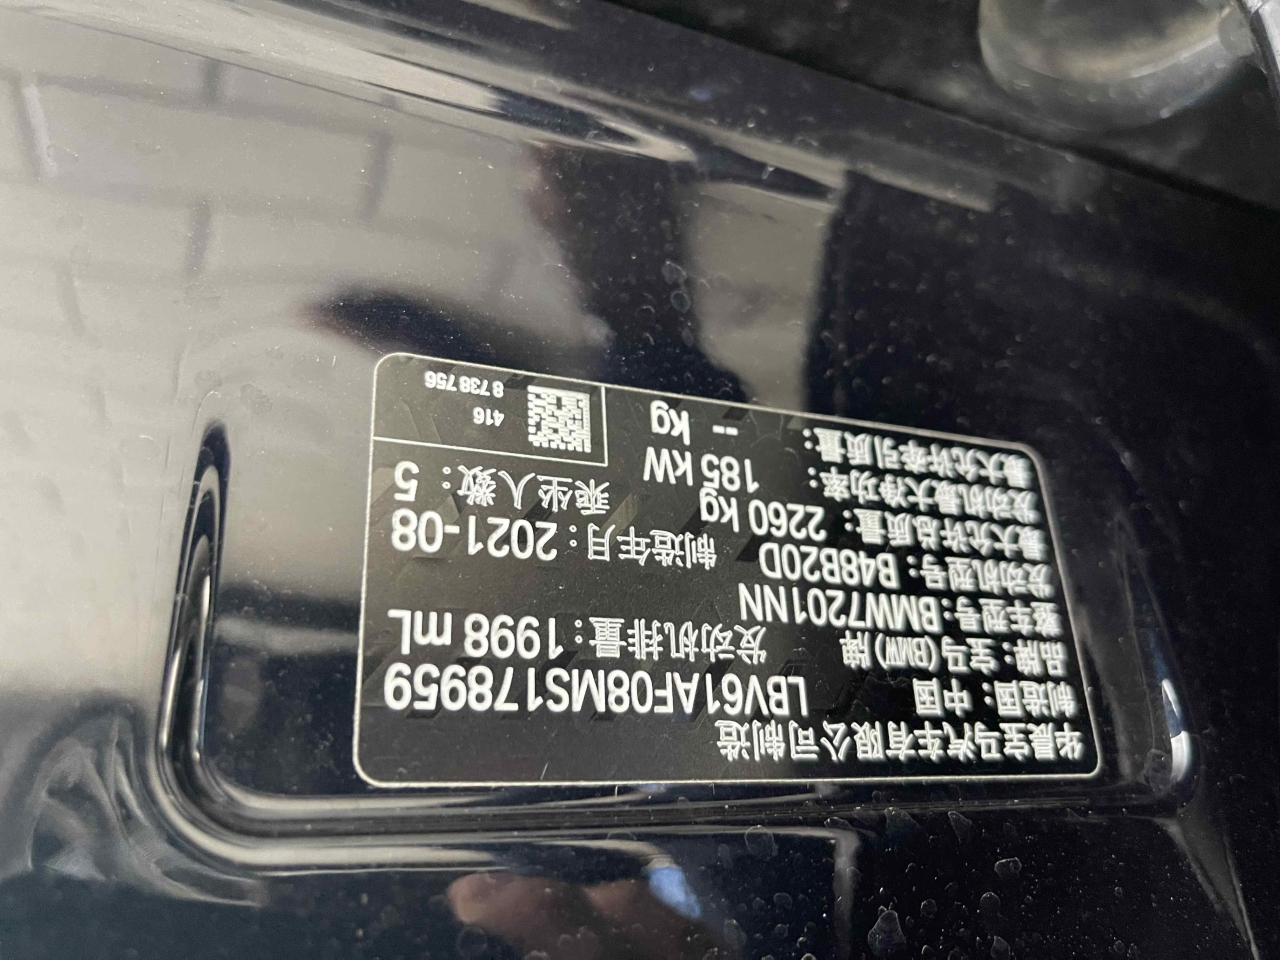 华晨宝马汽车有限公司制造
制造国：中国 LBV61AF08MS178959
品牌：宝马(BMW)牌 发动机排量：1998 mL
整车型号：BMW7201NN
发动机型号：B48B20D 制造年月：2021-08
最大允许总质量：2260 kg 乘坐人数：5
发动机最大净功率：185 kW
最大允许牵引质量：-- kg
416
8 738 756